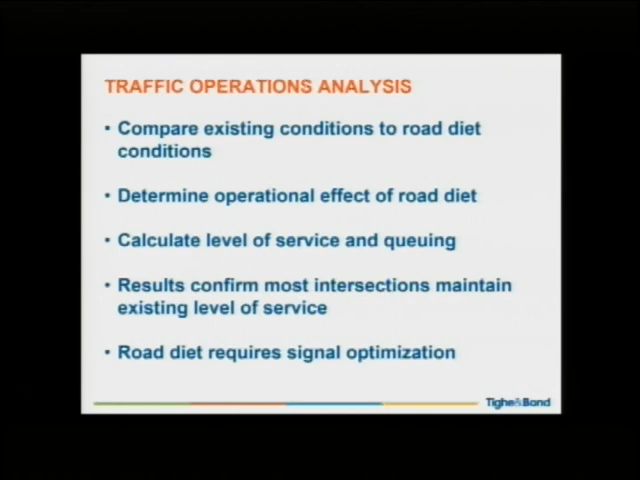 TRAFFIC OPERATIONS ANALYSIS
• Compare existing conditions to road diet
conditions
• Determine operational effect of road diet
• Calculate level of service and queuing
• Results confirm most intersections maintain
existing level of service
• Road diet requires signal optimization
Tighe&Bond